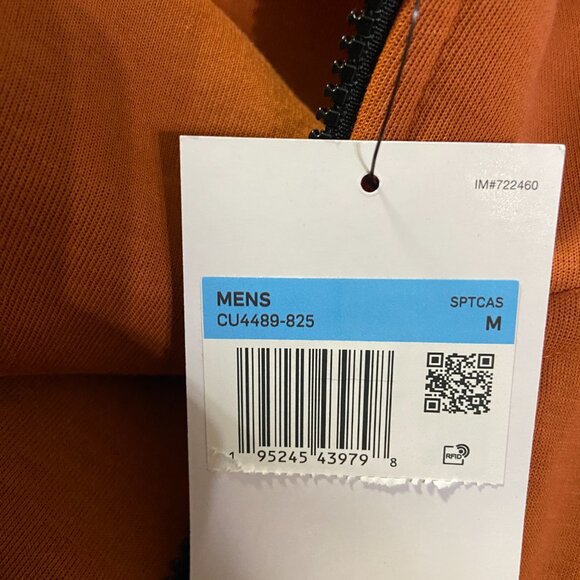 IM#722460
MENS SPTCAS
CU4489-825 M
1 95245 43979 8
RFID